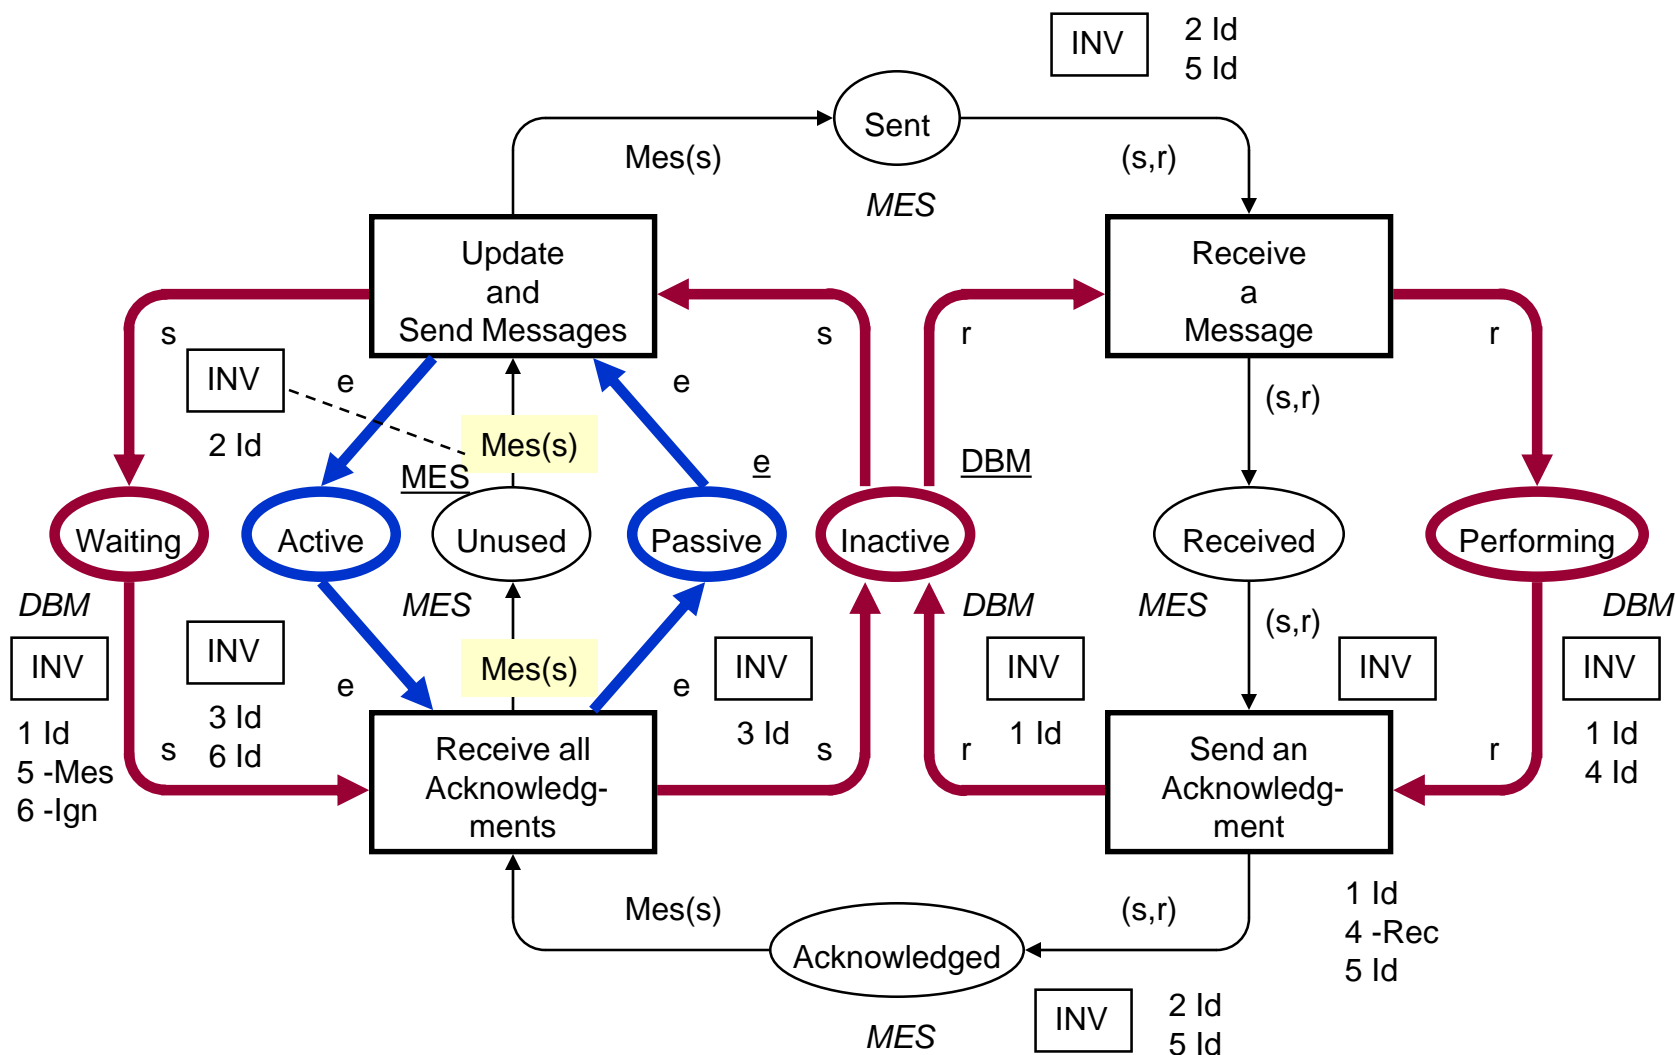 INV
2 Id
5 Id
Sent
Mes(s)
(s,r)
MES
Update
and
Send Messages
Receive
a
Message
s
s
r
r
INV
e
e
(s,r)
2 Id
Mes(s)
MES
e
DBM
Waiting
Active
Unused
Passive
Inactive
Received
Performing
DBM
MES
DBM
MES
DBM
(s,r)
INV
INV
Mes(s)
INV
INV
INV
INV
e
e
1 Id
5 -Mes
6 -Ign
s
3 Id
6 Id
Receive all
Acknowledg-
ments
3 Id
s
r
1 Id
Send an
Acknowledg-
ment
r
1 Id
4 Id
Mes(s)
(s,r)
1 Id
4 -Rec
5 Id
Acknowledged
MES
INV
2 Id
5 Id